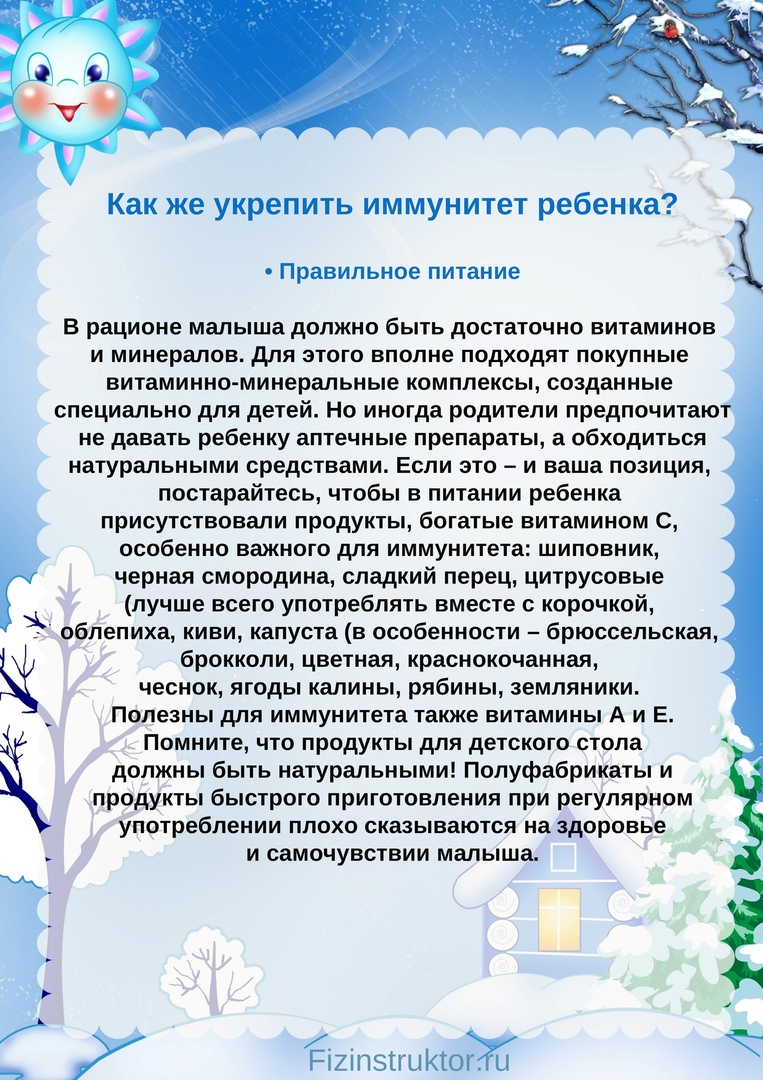 Как же укрепить иммунитет ребенка?
• Правильное питание
В рационе малыша должно быть достаточно витаминов
и минералов. Для этого вполне подходят покупные
витаминно-минеральные комплексы, созданные
специально для детей. Но иногда родители предпочитают
не давать ребенку аптечные препараты, а обходиться
натуральными средствами. Если это – и ваша позиция,
постарайтесь, чтобы в питании ребенка
присутствовали продукты, богатые витамином С,
особенно важного для иммунитета: шиповник,
черная смородина, сладкий перец, цитрусовые
(лучше всего употреблять вместе с корочкой,
облепиха, киви, капуста (в особенности – брюссельская,
брокколи, цветная, краснокочанная,
чеснок, ягоды калины, рябины, земляники.
Полезны для иммунитета также витамины А и Е.
Помните, что продукты для детского стола
должны быть натуральными! Полуфабрикаты и
продукты быстрого приготовления при регулярном
употреблении плохо сказываются на здоровье
и самочувствии малыша.
Fizinstruktor.ru